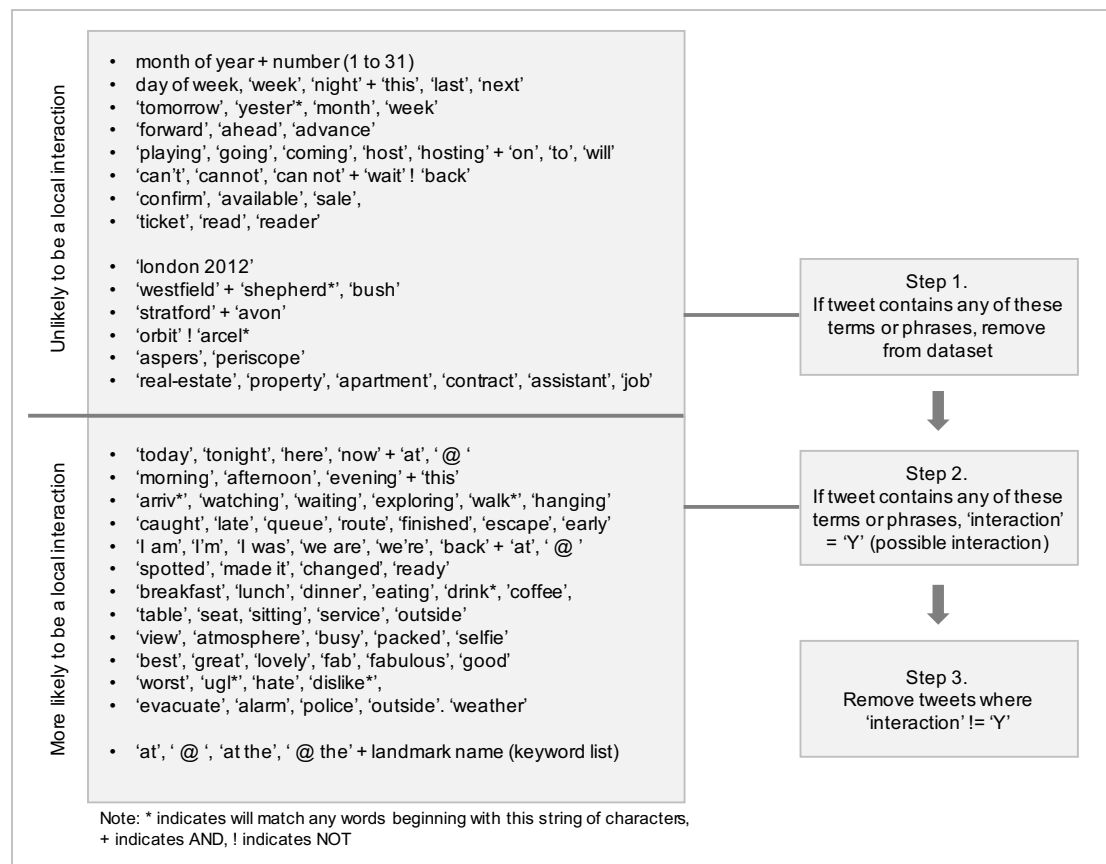 Unlikely to be a local interaction
• month of year + number (1 to 31)
• day of week, ‘week’, ‘night’ + ‘this’, ‘last’, ‘next’
• ‘tomorrow’, ‘yester’*, ‘month’, ‘week’
• ‘forward’, ‘ahead’, ‘advance’
• ‘playing’, ‘going’, ‘coming’, ‘host’, ‘hosting’ + ‘on’, ‘to’, ‘will’
• ‘can’t’, ‘cannot’, ‘can not’ + ‘wait’ ! ‘back’
• ‘confirm’, ‘available’, ‘sale’,
• ‘ticket’, ‘read’, ‘reader’
• ‘london 2012’
• ‘westfield’ + ‘shepherd*’, ‘bush’
• ‘stratford’ + ‘avon’
• ‘orbit’ ! ‘arcel*
• ‘aspers’, ‘periscope’
• ‘real-estate’, ‘property’, ‘apartment’, ‘contract’, ‘assistant’, ‘job’
Step 1.
If tweet contains any of these
terms or phrases, remove
from dataset
More likely to be a local interaction
• ‘today’, ‘tonight’, ‘here’, ‘now’ + ‘at’, ‘ @ ‘
• ‘morning’, ‘afternoon’, ‘evening’ + ‘this’
• ‘arriv*’, ‘watching’, ‘waiting’, ‘exploring’, ‘walk*’, ‘hanging’
• ‘caught’, ‘late’, ‘queue’, ‘route’, ‘finished’, ‘escape’, ‘early’
• ‘I am’, ‘I’m’, ‘I was’, ‘we are’, ‘we’re’, ‘back’ + ‘at’, ‘ @ ’
• ‘spotted’, ‘made it’, ‘changed’, ‘ready’
• ‘breakfast’, ‘lunch’, ‘dinner’, ’eating’, ‘drink*, ’coffee’,
• ‘table’, ‘seat, ‘sitting’, ‘service’, ‘outside’
• ‘view’, ‘atmosphere’, ‘busy’, ‘packed’, ‘selfie’
• ‘best’, ‘great’, ‘lovely’, ‘fab’, ‘fabulous’, ‘good’
• ‘worst’, ‘ugl*’, ‘hate’, ‘dislike*’,
• ‘evacuate’, ‘alarm’, ‘police’, ‘outside’. ‘weather’
• ‘at’, ‘ @ ‘, ‘at the’, ‘ @ the’ + landmark name (keyword list)
Step 2.
If tweet contains any of these
terms or phrases, ‘interaction’
= ‘Y’ (possible interaction)
Step 3.
Remove tweets where
‘interaction’ != ‘Y’
Note: * indicates will match any words beginning with this string of characters,
+ indicates AND, ! indicates NOT